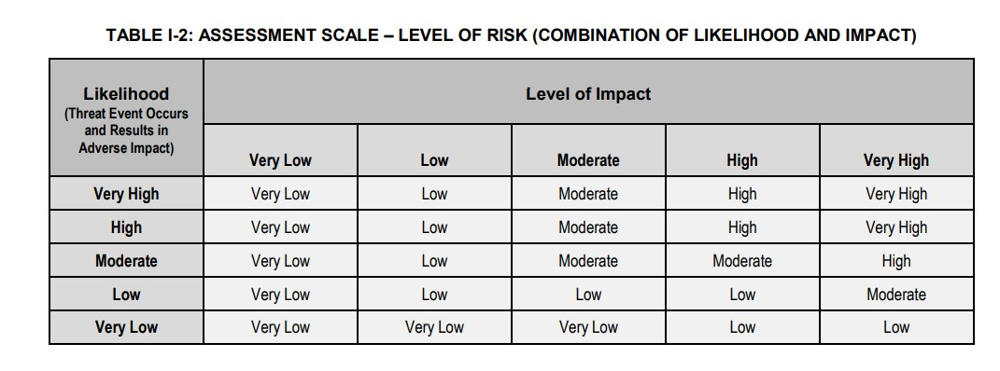 TABLE I-2: ASSESSMENT SCALE – LEVEL OF RISK (COMBINATION OF LIKELIHOOD AND IMPACT)
Likelihood
(Threat Event Occurs
and Results in
Adverse Impact)
Level of Impact
Very Low Low Moderate High Very High
Very High Very Low Low Moderate High Very High
High Very Low Low Moderate High Very High
Moderate Very Low Low Moderate Moderate High
Low Very Low Low Low Low Moderate
Very Low Very Low Very Low Very Low Low Low